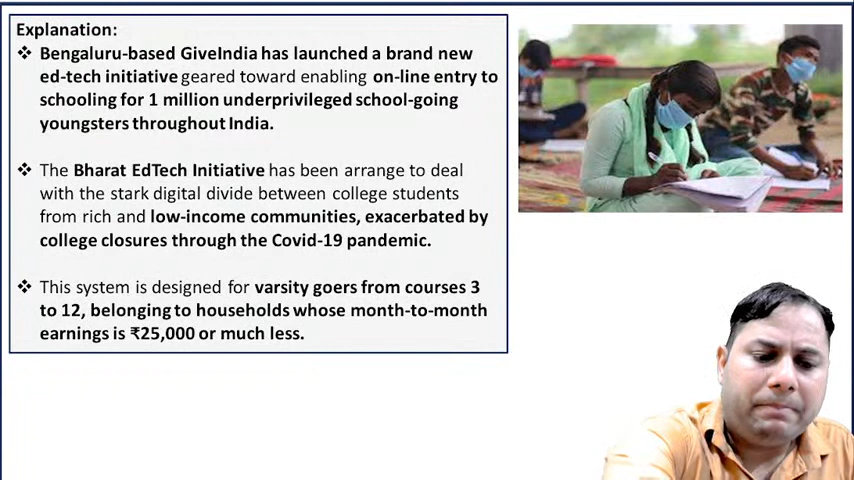 Explanation:
❖ Bengaluru-based GiveIndia has launched a brand new
ed-tech initiative geared toward enabling on-line entry to
schooling for 1 million underprivileged school-going
youngsters throughout India.
❖ The Bharat EdTech Initiative has been arrange to deal
with the stark digital divide between college students
from rich and low-income communities, exacerbated by
college closures through the Covid-19 pandemic.
❖ This system is designed for varsity goers from courses 3
to 12, belonging to households whose month-to-month
earnings is ₹25,000 or much less.